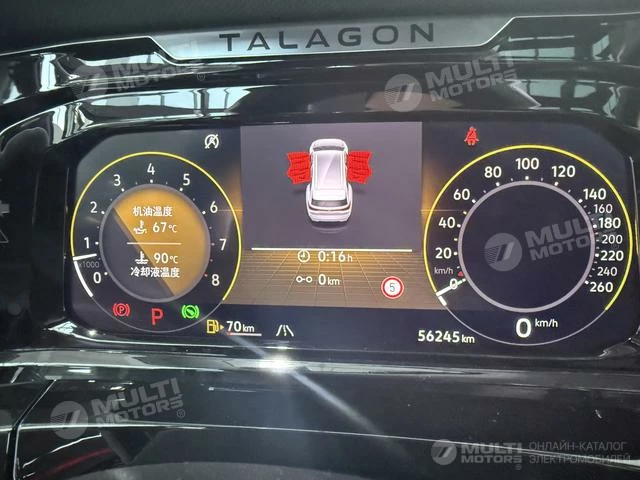 TALAGON
MULTI
MOTORS®
MULTI
MOTORS®
3 4 5
2 6
1 7
x1000
0 8
机油温度
67℃
90℃
冷却液温度
0:16h
0km
5
80 100 120
60 140
160
40 180
200
20 220
km/h 240
0 260
P P
70km
56245km
0 km/h
MULTI
MOTORS®
MULTI
MOTORS®
MULTI
MOTORS®
ОНЛАЙН-КАТАЛОГ
ЭЛЕКТРОМОБИЛЕЙ